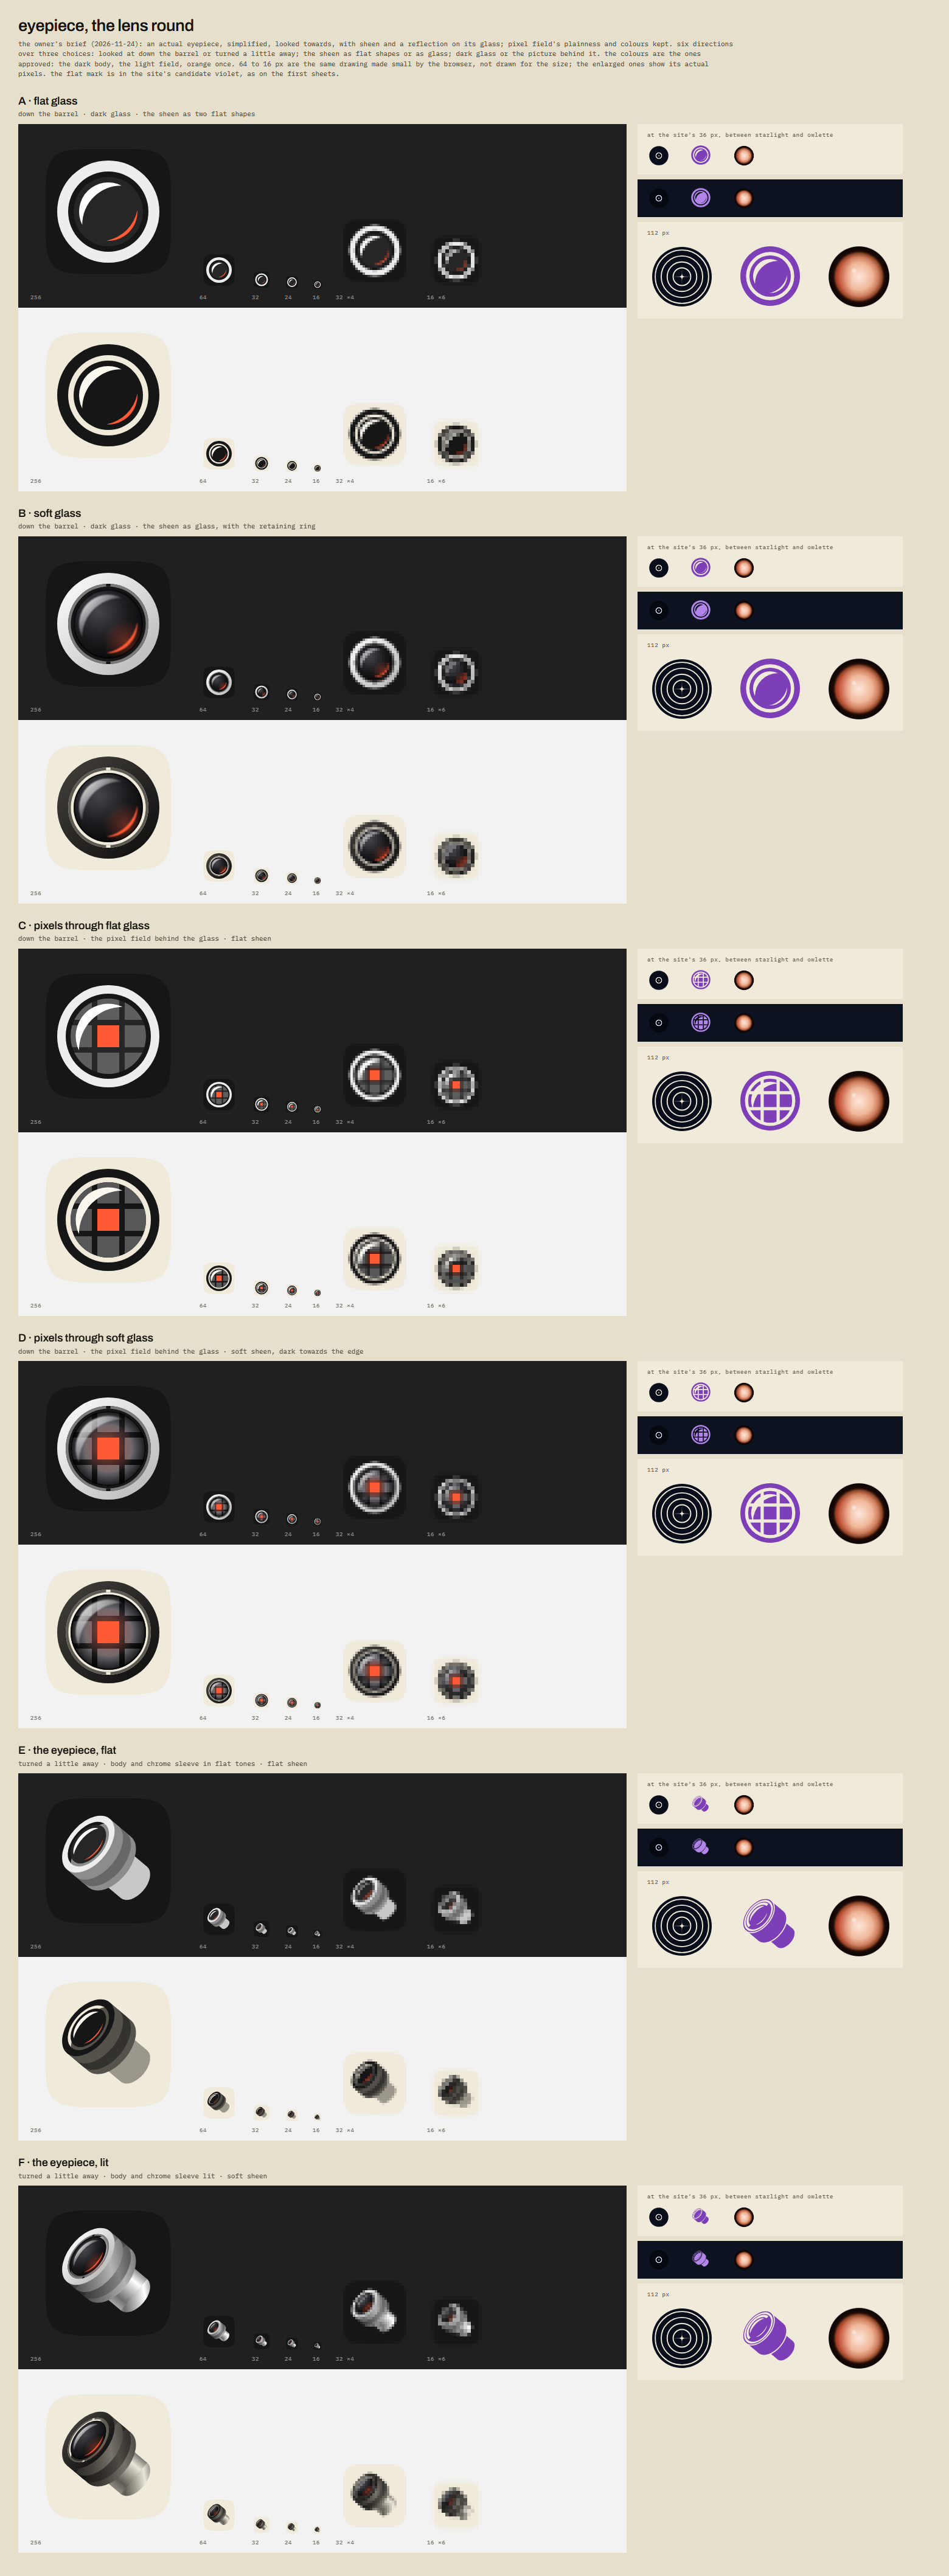 eyepiece, the lens round
the owner's brief (2026-11-24): an actual eyepiece, simplified, looked towards, with sheen and a reflection on its glass; pixel field's plainness and colours kept. six directions
over three choices: looked at down the barrel or turned a little away; the sheen as flat shapes or as glass; dark glass or the picture behind it. the colours are the ones
approved: the dark body, the light field, orange once. 64 to 16 px are the same drawing made small by the browser, not drawn for the size; the enlarged ones show its actual
pixels. the flat mark is in the site's candidate violet, as on the first sheets.
A · flat glass
down the barrel · dark glass · the sheen as two flat shapes
at the site's 36 px, between starlight and owlette
112 px
256 64 32 24 16 32 ×4 16 ×6
256 64 32 24 16 32 ×4 16 ×6
B · soft glass
down the barrel · dark glass · the sheen as glass, with the retaining ring
at the site's 36 px, between starlight and owlette
112 px
256 64 32 24 16 32 ×4 16 ×6
256 64 32 24 16 32 ×4 16 ×6
C · pixels through flat glass
down the barrel · the pixel field behind the glass · flat sheen
at the site's 36 px, between starlight and owlette
112 px
256 64 32 24 16 32 ×4 16 ×6
256 64 32 24 16 32 ×4 16 ×6
D · pixels through soft glass
down the barrel · the pixel field behind the glass · soft sheen, dark towards the edge
at the site's 36 px, between starlight and owlette
112 px
256 64 32 24 16 32 ×4 16 ×6
256 64 32 24 16 32 ×4 16 ×6
E · the eyepiece, flat
turned a little away · body and chrome sleeve in flat tones · flat sheen
at the site's 36 px, between starlight and owlette
112 px
256 64 32 24 16 32 ×4 16 ×6
256 64 32 24 16 32 ×4 16 ×6
F · the eyepiece, lit
turned a little away · body and chrome sleeve lit · soft sheen
at the site's 36 px, between starlight and owlette
112 px
256 64 32 24 16 32 ×4 16 ×6
256 64 32 24 16 32 ×4 16 ×6